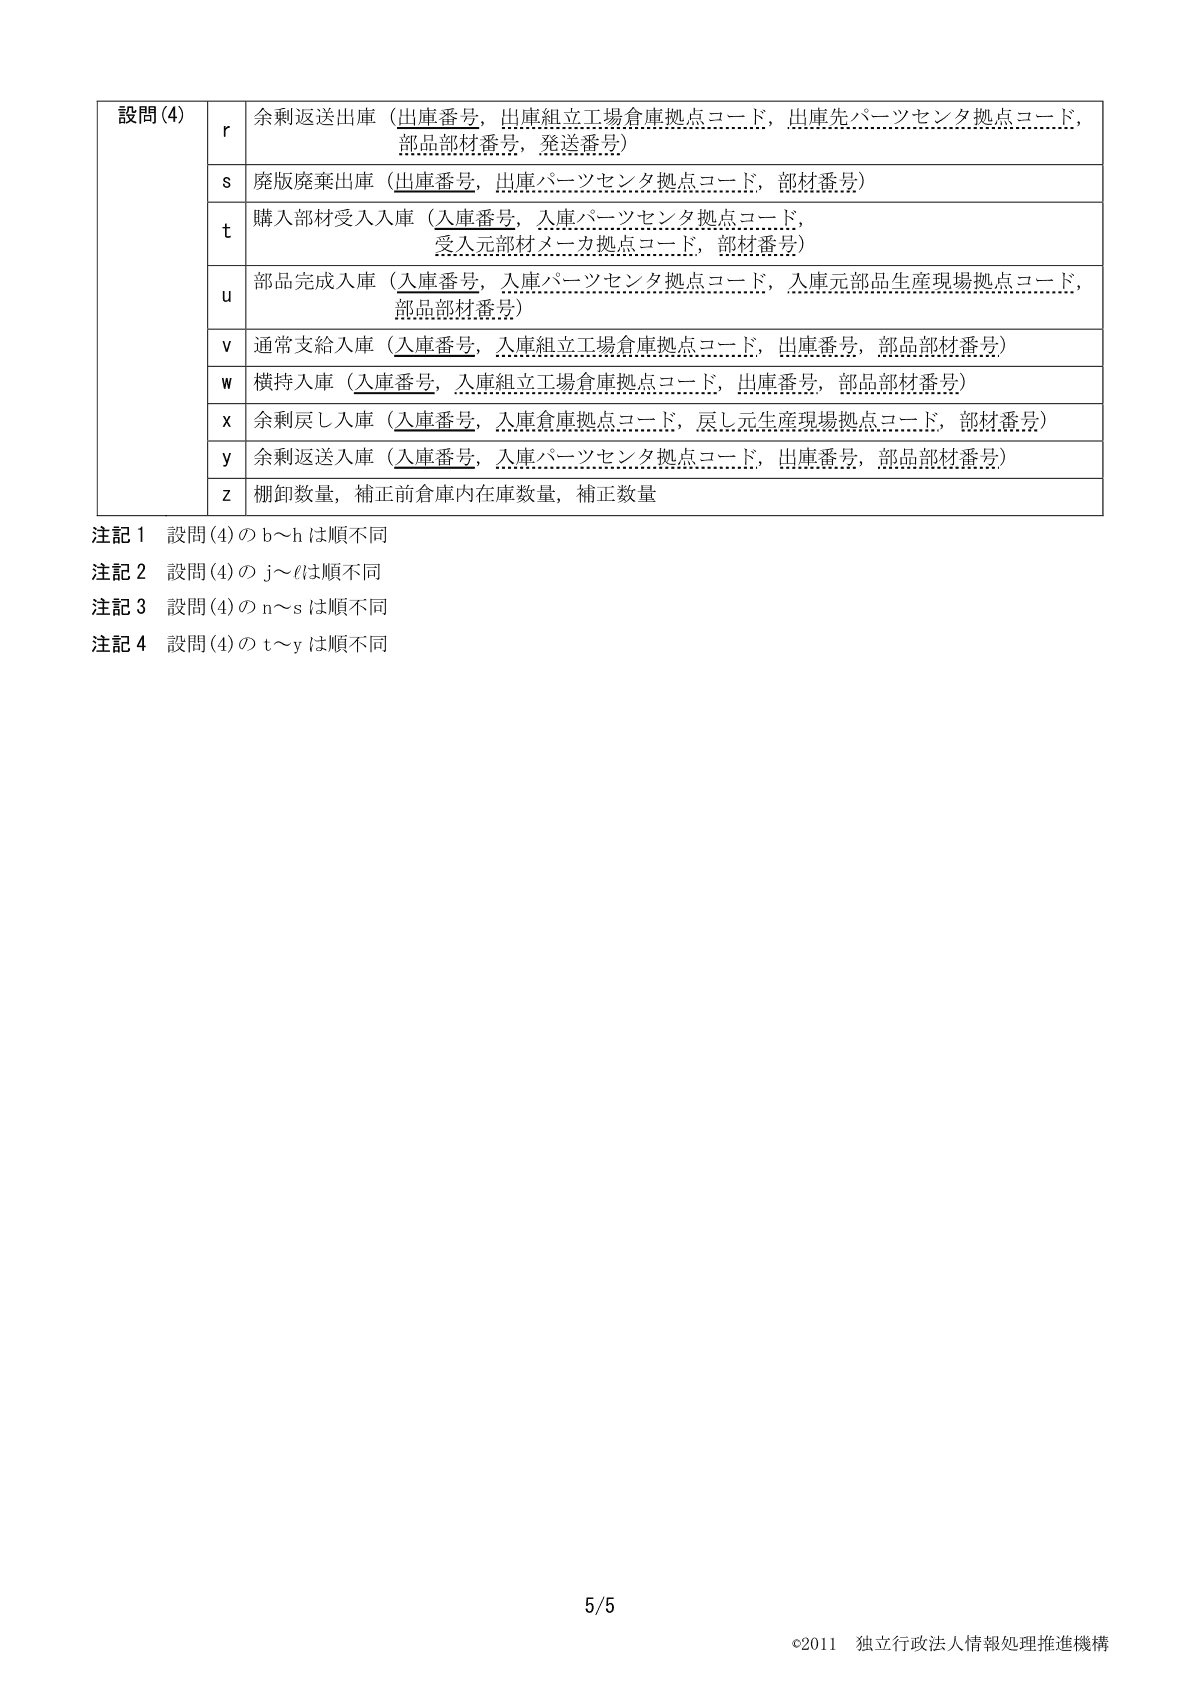 設問(4)
r
余剰返送出庫（出庫番号，出庫組立工場倉庫拠点コード，出庫先パーツセンタ拠点コード，
部品部材番号，発送番号）
s
廃版廃棄出庫（出庫番号，出庫パーツセンタ拠点コード，部材番号）
t
購入部材受入入庫（入庫番号，入庫パーツセンタ拠点コード，
受入元部材メーカ拠点コード，部材番号）
u
部品完成入庫（入庫番号，入庫パーツセンタ拠点コード，入庫元部品生産現場拠点コード，
部品部材番号）
v
通常支給入庫（入庫番号，入庫組立工場倉庫拠点コード，出庫番号，部品部材番号）
w
横持入庫（入庫番号，入庫組立工場倉庫拠点コード，出庫番号，部品部材番号）
x
余剰戻し入庫（入庫番号，入庫倉庫拠点コード，戻し元生産現場拠点コード，部材番号）
y
余剰返送入庫（入庫番号，入庫パーツセンタ拠点コード，出庫番号，部品部材番号）
z
棚卸数量，補正前倉庫内在庫数量，補正数量
注記 1　設問(4)の b～h は順不同
注記 2　設問(4)の j～ℓは順不同
注記 3　設問(4)の n～s は順不同
注記 4　設問(4)の t～y は順不同
5/5
©2011　独立行政法人情報処理推進機構